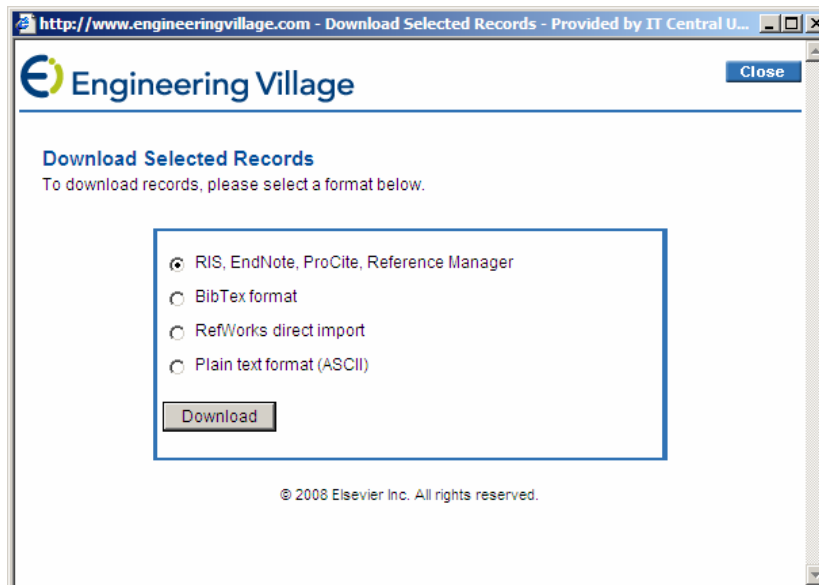 http://www.engineeringvillage.com - Download Selected Records - Provided by IT Central U...
Engineering Village
Close
Download Selected Records
To download records, please select a format below.
RIS, EndNote, ProCite, Reference Manager
BibTex format
RefWorks direct import
Plain text format (ASCII)
Download
© 2008 Elsevier Inc. All rights reserved.